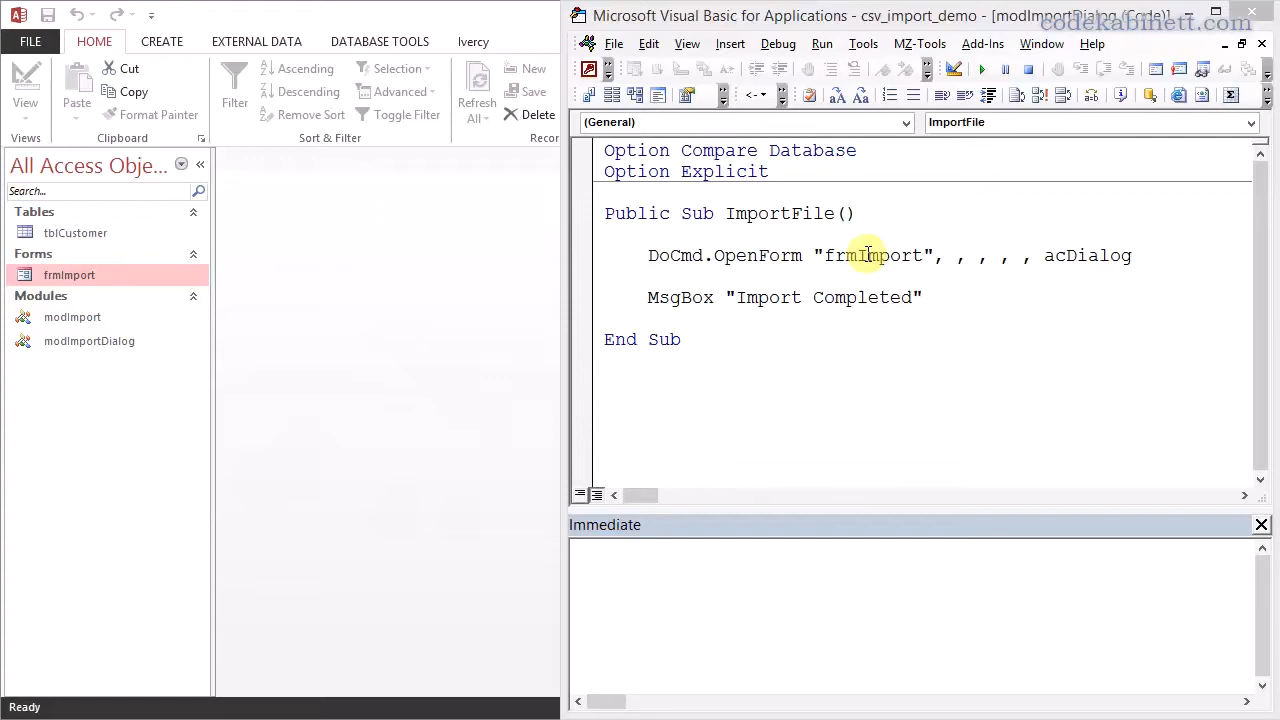 FILE
HOME
CREATE
EXTERNAL DATA
DATABASE TOOLS
Ivercy
View
Views
Paste
Cut
Copy
Format Painter
Clipboard
Filter
Ascending
Descending
Remove Sort
Selection
Advanced
Toggle Filter
Sort & Filter
Refresh
All
New
Save
Delete
Recor
All Access Obje...
Search...
Tables
tblCustomer
Forms
frmImport
Modules
modImport
modImportDialog
Ready
Microsoft Visual Basic for Applications - csv_import_demo - [modImportDialog (Code)]
codekabinett.com
File Edit View Insert Debug Run Tools MZ-Tools Add-Ins Window Help
(General)
ImportFile
Option Compare Database
Option Explicit
Public Sub ImportFile()
DoCmd.OpenForm "frmImport", , , , , acDialog
MsgBox "Import Completed"
End Sub
Immediate